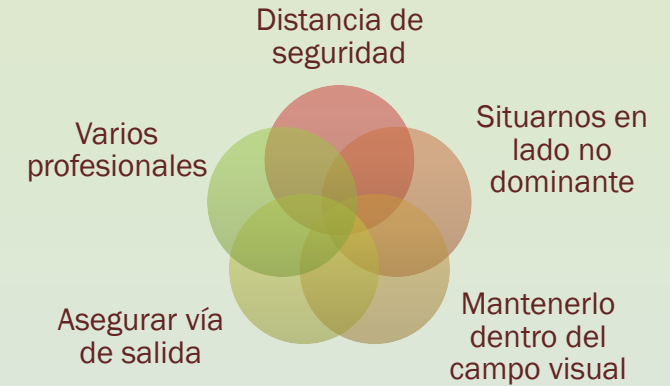 Distancia de
seguridad
Situarnos en
lado no
dominante
Mantenerlo
dentro del
campo visual
Asegurar vía
de salida
Varios
profesionales